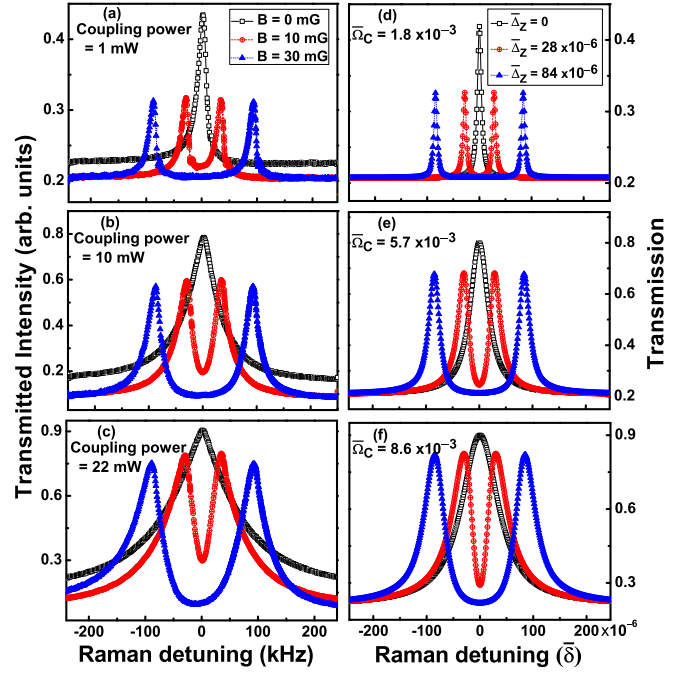 Transmitted Intensity (arb. units)
(a)
Coupling power
= 1 mW
B = 0 mG
B = 10 mG
B = 30 mG
0.4
0.3
0.2
(b)
Coupling power
= 10 mW
0.8
0.6
0.4
0.2
(c)
Coupling power
= 22 mW
0.9
0.6
0.3
-200 -100 0 100 200
Raman detuning (kHz)
(d)
Ω̅C = 1.8 x10⁻³
Δ̅Z = 0
Δ̅Z = 28 x10⁻⁶
Δ̅Z = 84 x10⁻⁶
0.4
0.3
0.2
(e)
Ω̅C = 5.7 x10⁻³
0.8
0.6
0.4
0.2
(f)
Ω̅C = 8.6 x10⁻³
0.9
0.6
0.3
-200 -100 0 100 200x10⁻⁶
Raman detuning (δ̅)
Transmission